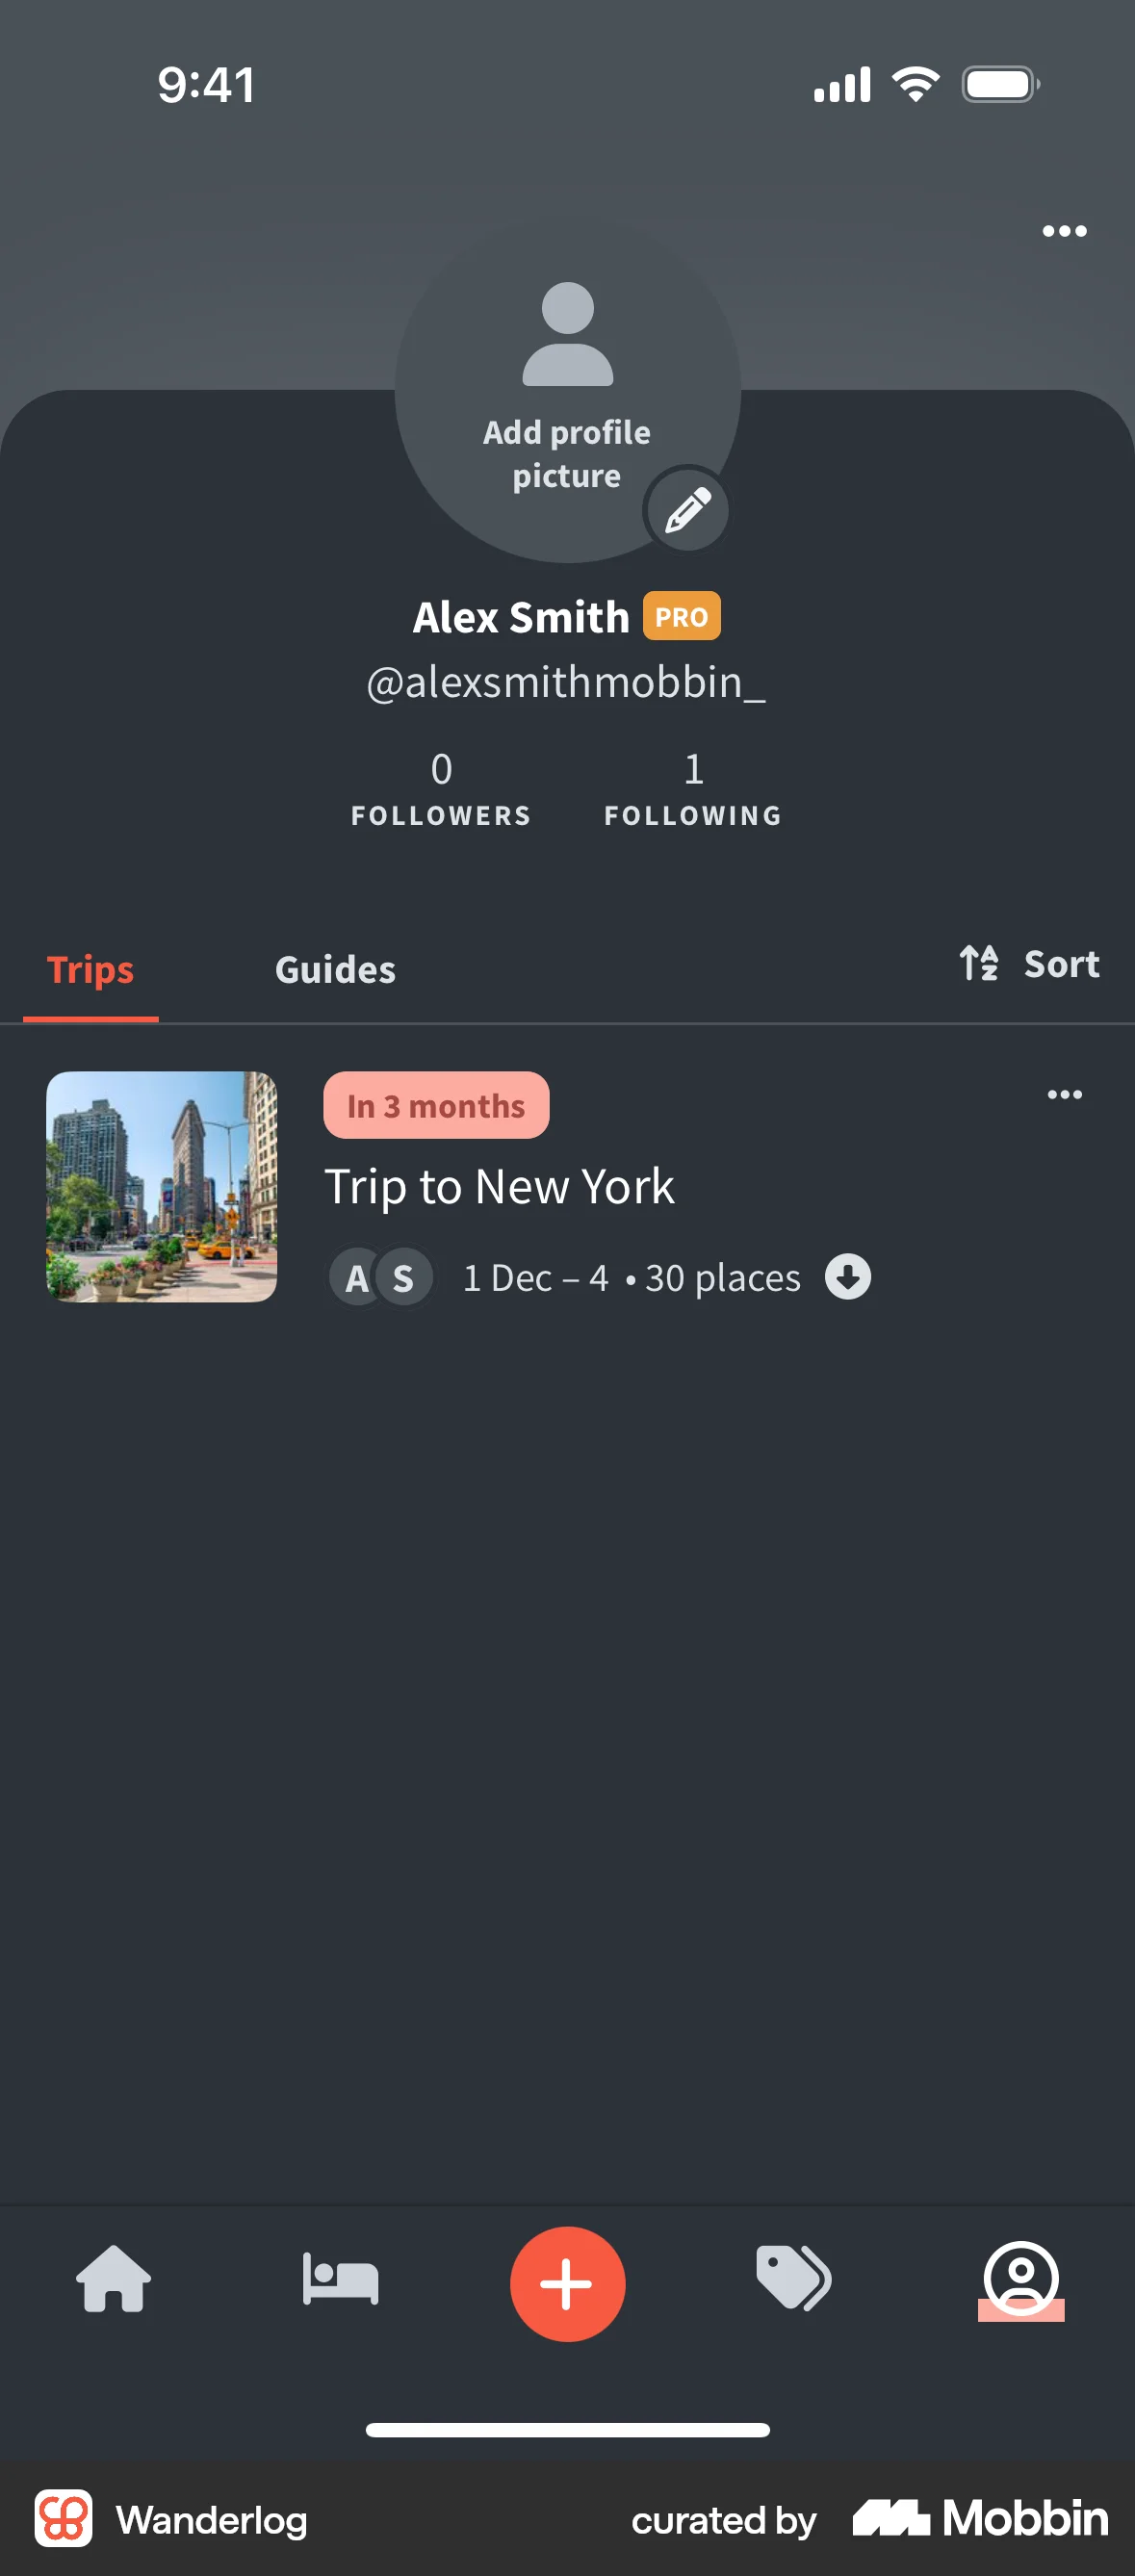 9:41
Add profile
picture
Alex Smith PRO
@alexsmithmobbin_
0 1
FOLLOWERS FOLLOWING
Trips Guides Sort
In 3 months
Trip to New York
A S 1 Dec – 4 • 30 places
Wanderlog curated by Mobbin